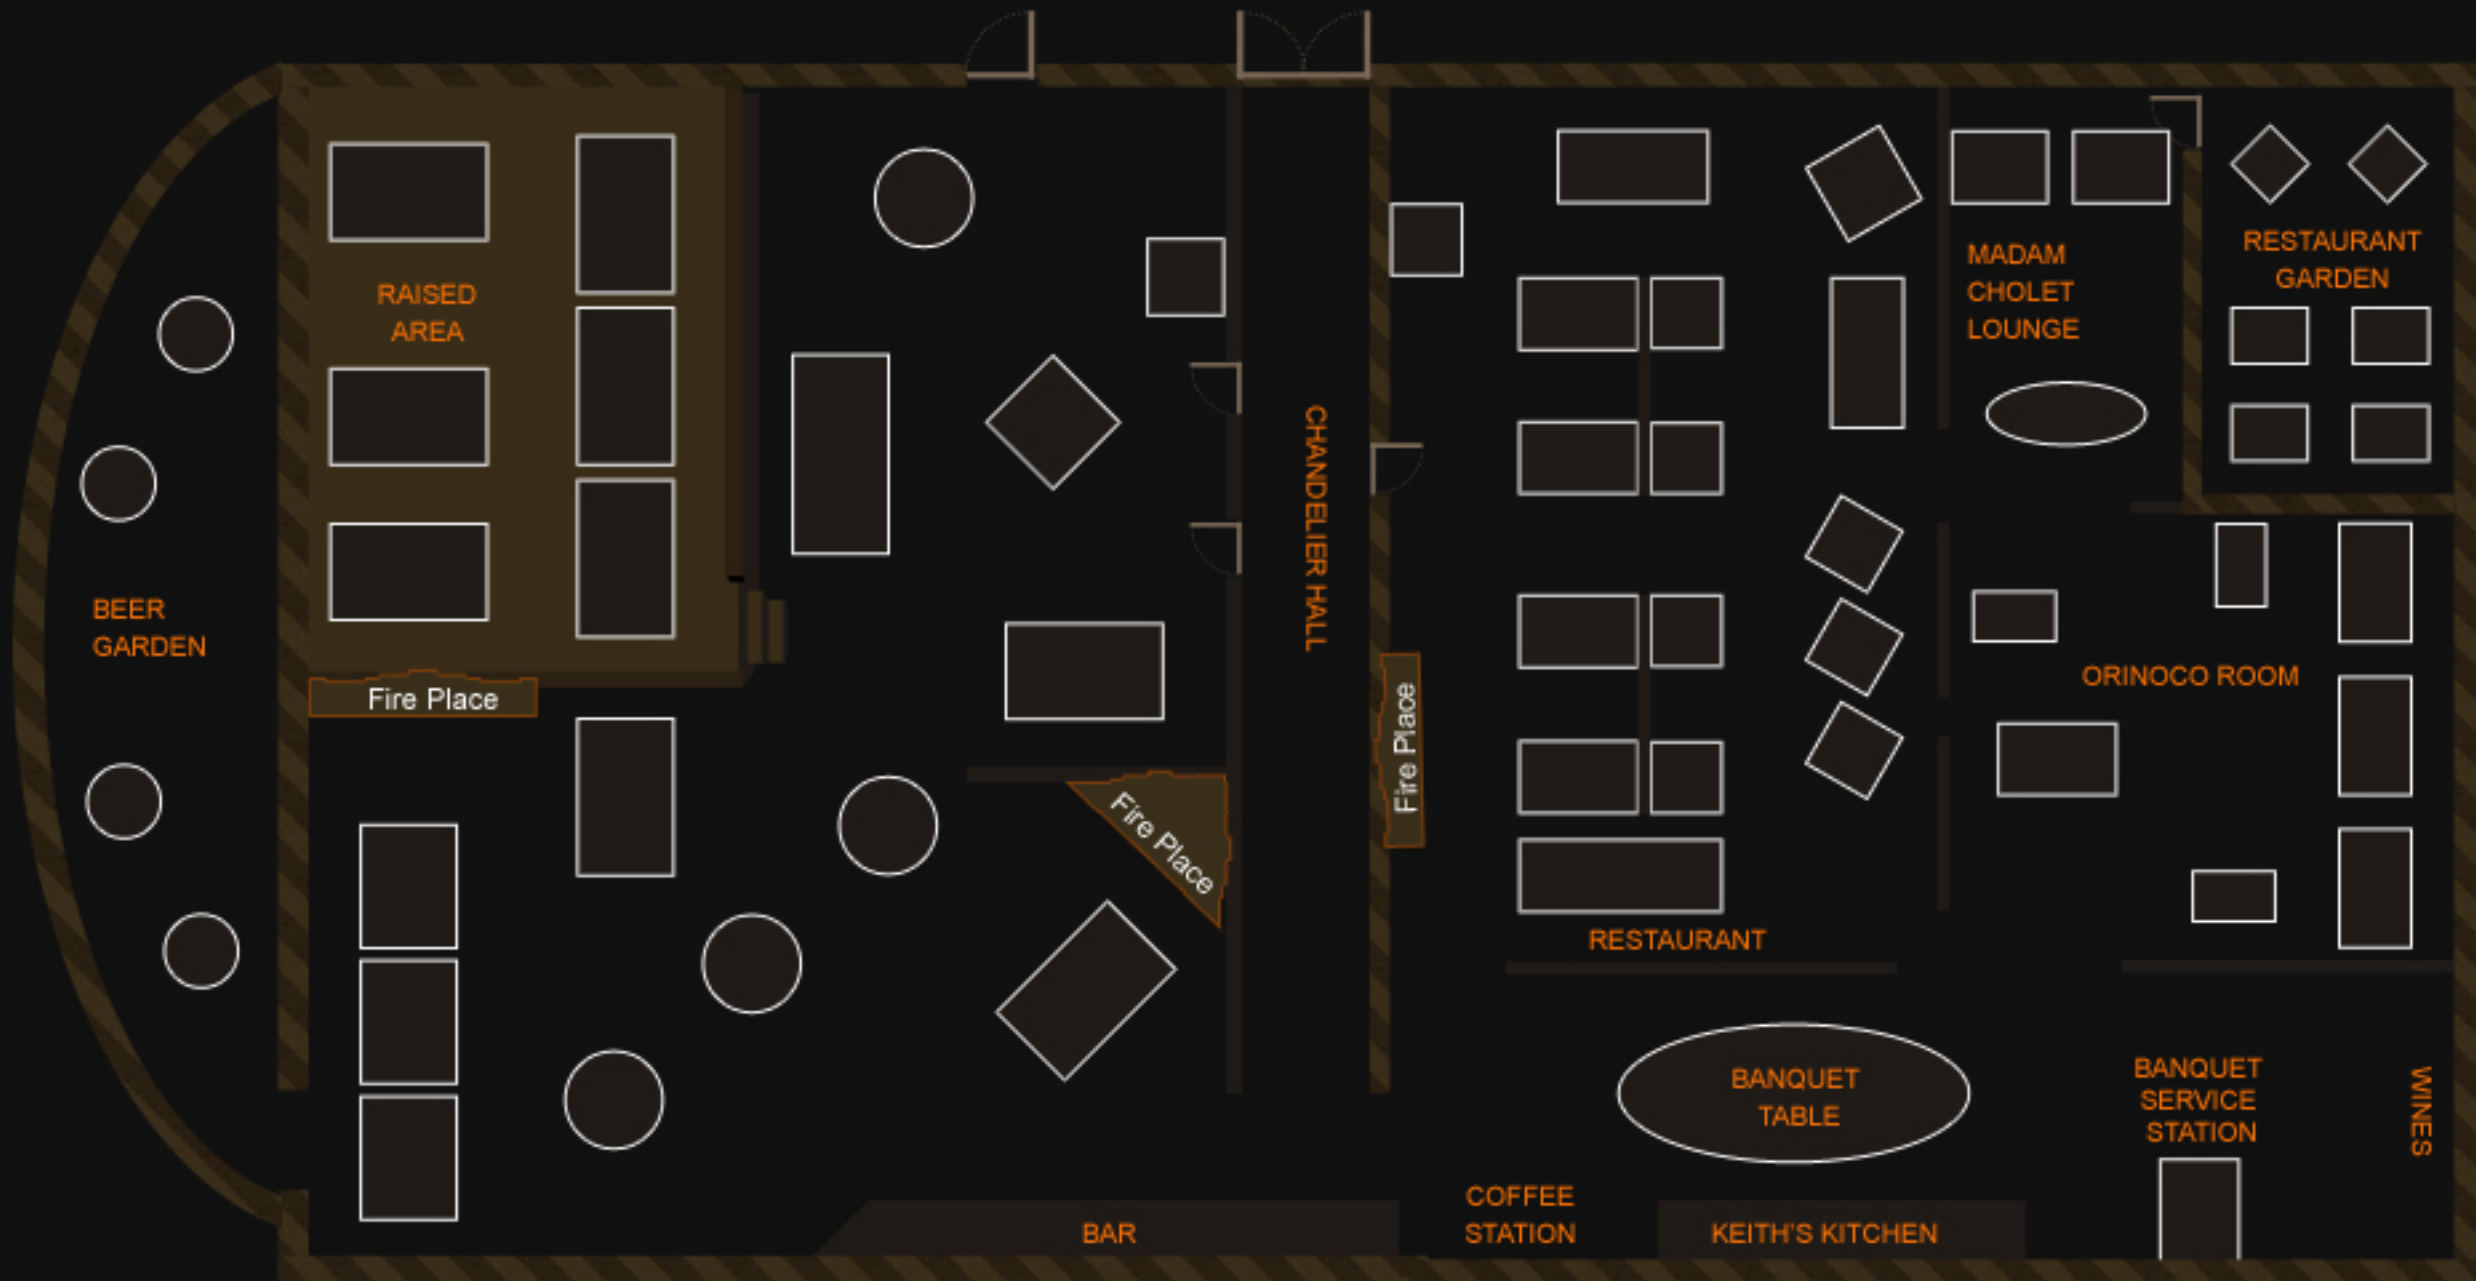 RAISED
AREA
BEER
GARDEN
Fire Place
Fire Place
CHANDELIER HALL
Fire Place
MADAM
CHOLET
LOUNGE
RESTAURANT
GARDEN
ORINOCO ROOM
RESTAURANT
BANQUET
TABLE
BANQUET
SERVICE
STATION
WINES
BAR
COFFEE
STATION
KEITH'S KITCHEN